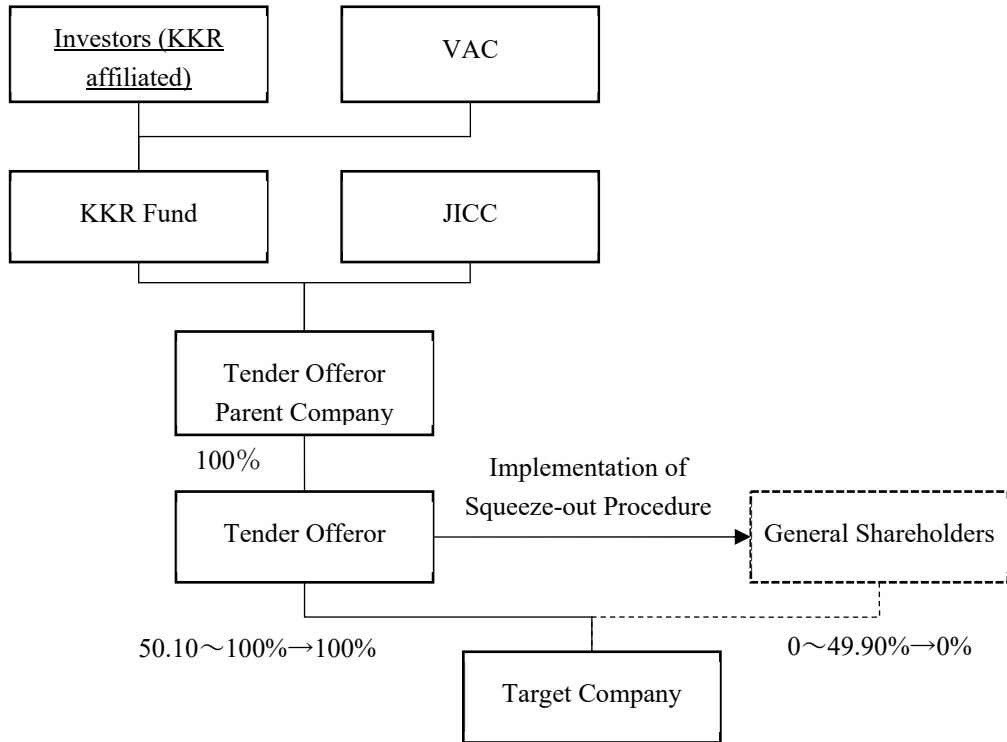 Investors (KKR
affiliated)
VAC
KKR Fund
JICC
Tender Offeror
Parent Company
100%
Implementation of
Squeeze-out Procedure
Tender Offeror
General Shareholders
50.10～100%→100%
0～49.90%→0%
Target Company